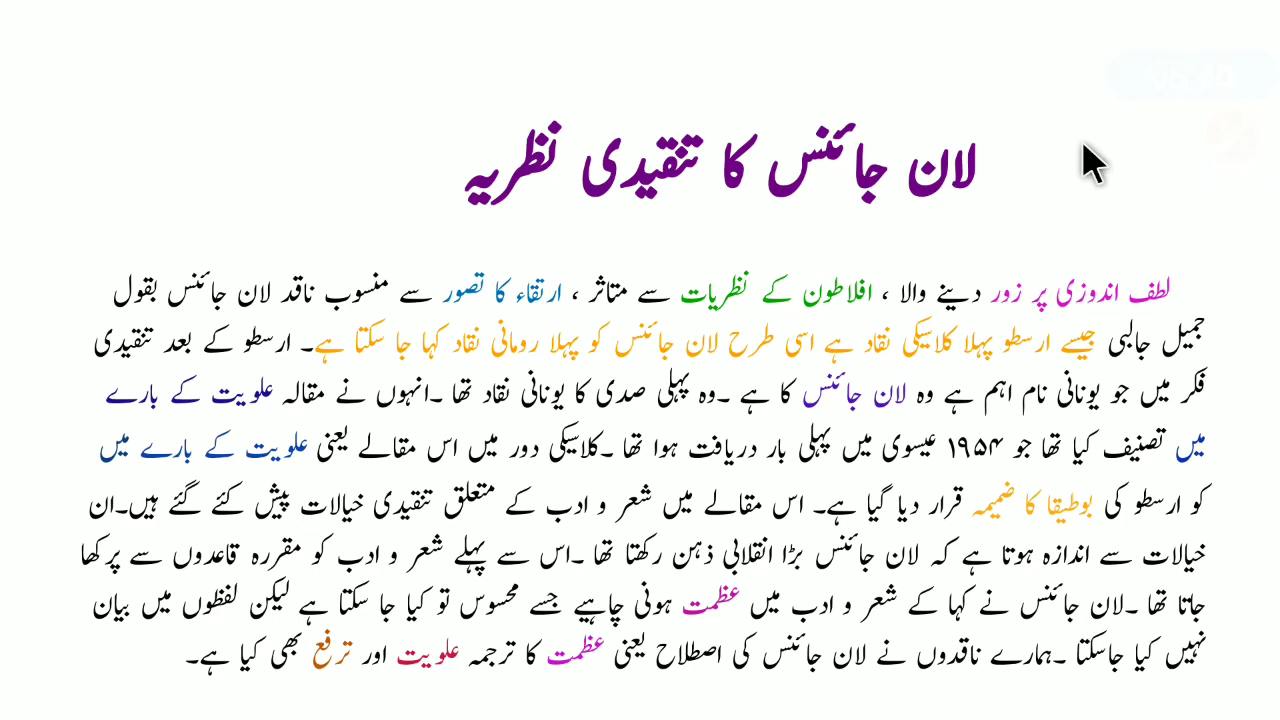 لان جائنس کا تنقیدی نظریہ
لطف اندوزی پر زور دینے والا ، افلاطون کے نظریات سے متاثر ، ارتقاء کا تصور سے منسوب ناقد لان جائنس بقول
جمیل جالبی جیسے ارسطو پہلا کلاسیکی نقاد ہے اسی طرح لان جائنس کو پہلا رومانی نقاد کہا جا سکتا ہے۔ ارسطو کے بعد تنقیدی
فکر میں جو یونانی نام اہم ہے وہ لان جائنس کا ہے ۔وہ پہلی صدی کا یونانی نقاد تھا ۔انہوں نے مقالہ علویت کے بارے
میں تصنیف کیا تھا جو ۱۹۵۴ عیسوی میں پہلی بار دریافت ہوا تھا ۔کلاسیکی دور میں اس مقالے یعنی علویت کے بارے میں
کو ارسطو کی بوطیقا کا ضمیمہ قرار دیا گیا ہے۔ اس مقالے میں شعر و ادب کے متعلق تنقیدی خیالات پیش کئے گئے ہیں۔ان
خیالات سے اندازہ ہوتا ہے کہ لان جائنس بڑا انقلابی ذہن رکھتا تھا ۔اس سے پہلے شعر و ادب کو مقررہ قاعدوں سے پرکھا
جاتا تھا ۔لان جائنس نے کہا کے شعر و ادب میں عظمت ہونی چاہیے جسے محسوس تو کیا جا سکتا ہے لیکن لفظوں میں بیان
نہیں کیا جاسکتا ۔ہمارے ناقدوں نے لان جائنس کی اصطلاح یعنی عظمت کا ترجمہ علویت اور ترفع بھی کیا ہے۔